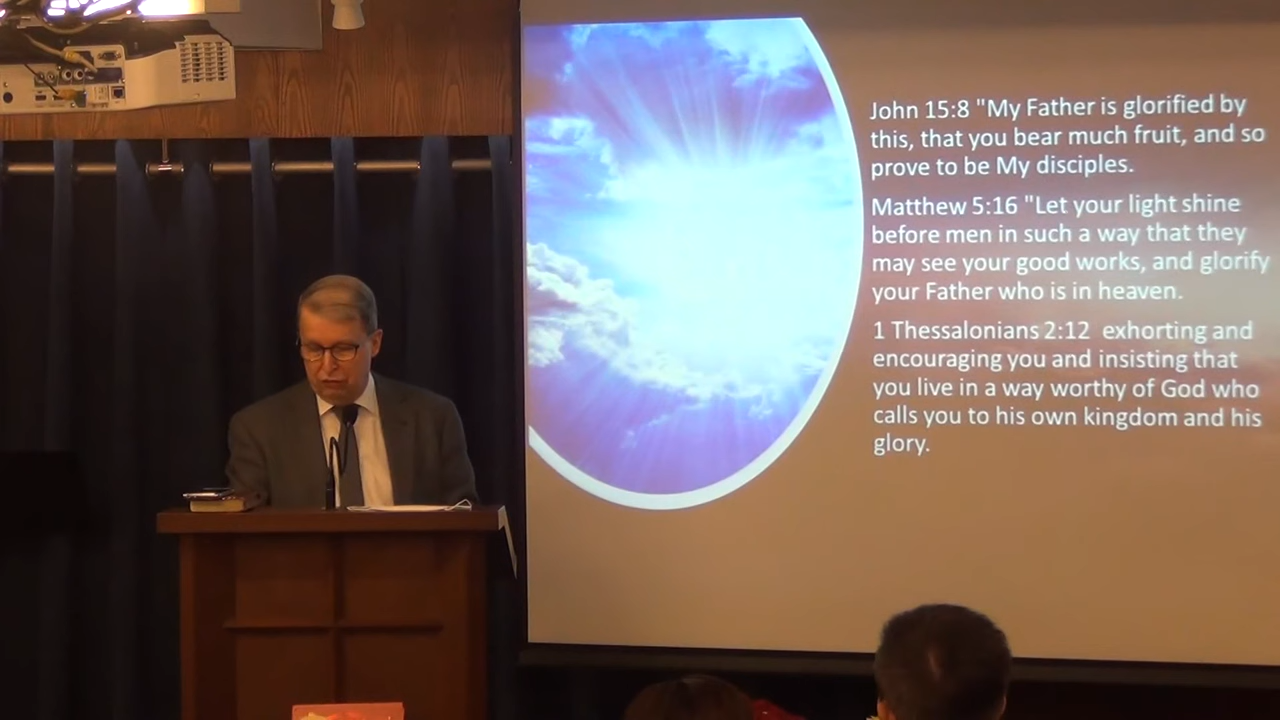 John 15:8 "My Father is glorified by
this, that you bear much fruit, and so
prove to be My disciples.
Matthew 5:16 "Let your light shine
before men in such a way that they
may see your good works, and glorify
your Father who is in heaven.
1 Thessalonians 2:12 exhorting and
encouraging you and insisting that
you live in a way worthy of God who
calls you to his own kingdom and his
glory.